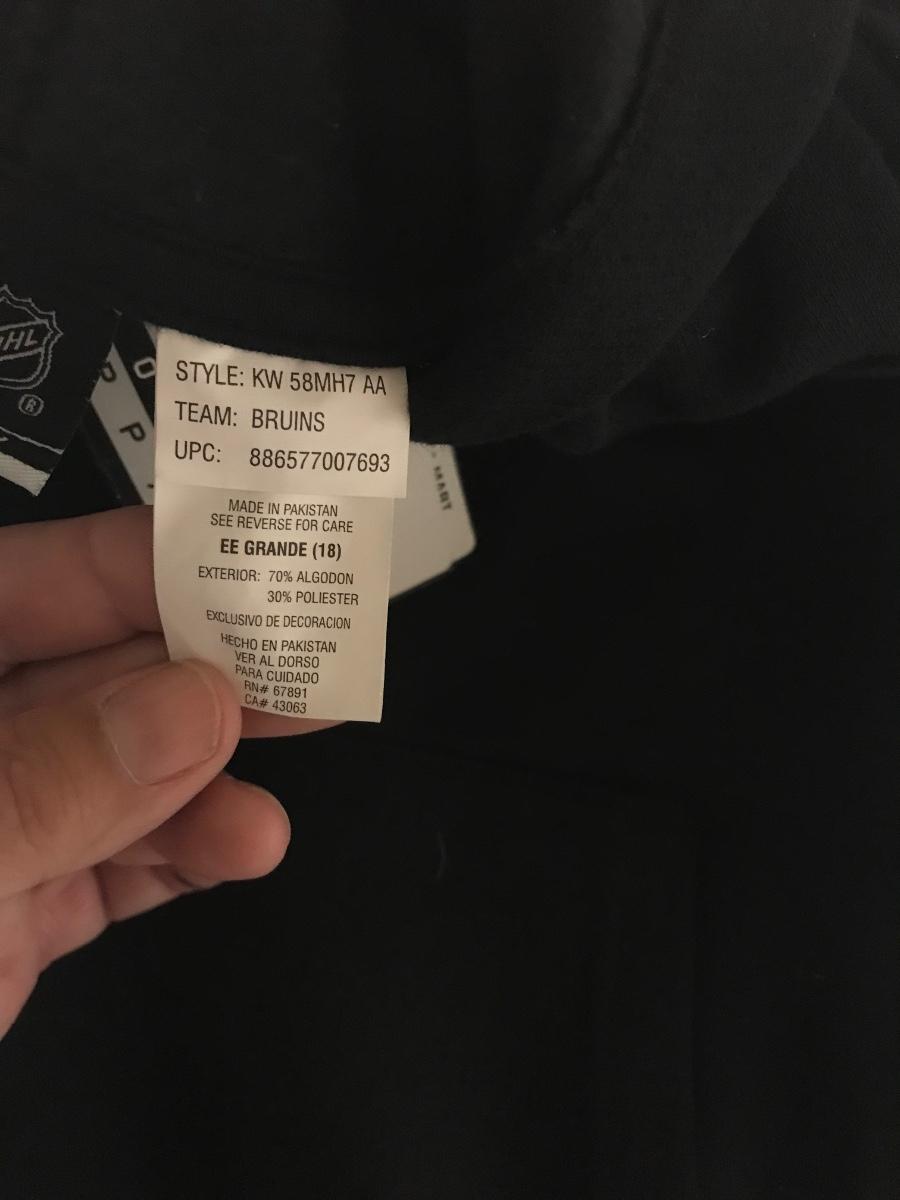 STYLE: KW 58MH7 AA
TEAM: BRUINS
UPC: 886577007693
MADE IN PAKISTAN
SEE REVERSE FOR CARE
EE GRANDE (18)
EXTERIOR: 70% ALGODON
30% POLIESTER
EXCLUSIVO DE DECORACION
HECHO EN PAKISTAN
VER AL DORSO
PARA CUIDADO
RN# 67891
CA# 43063
NHL
®